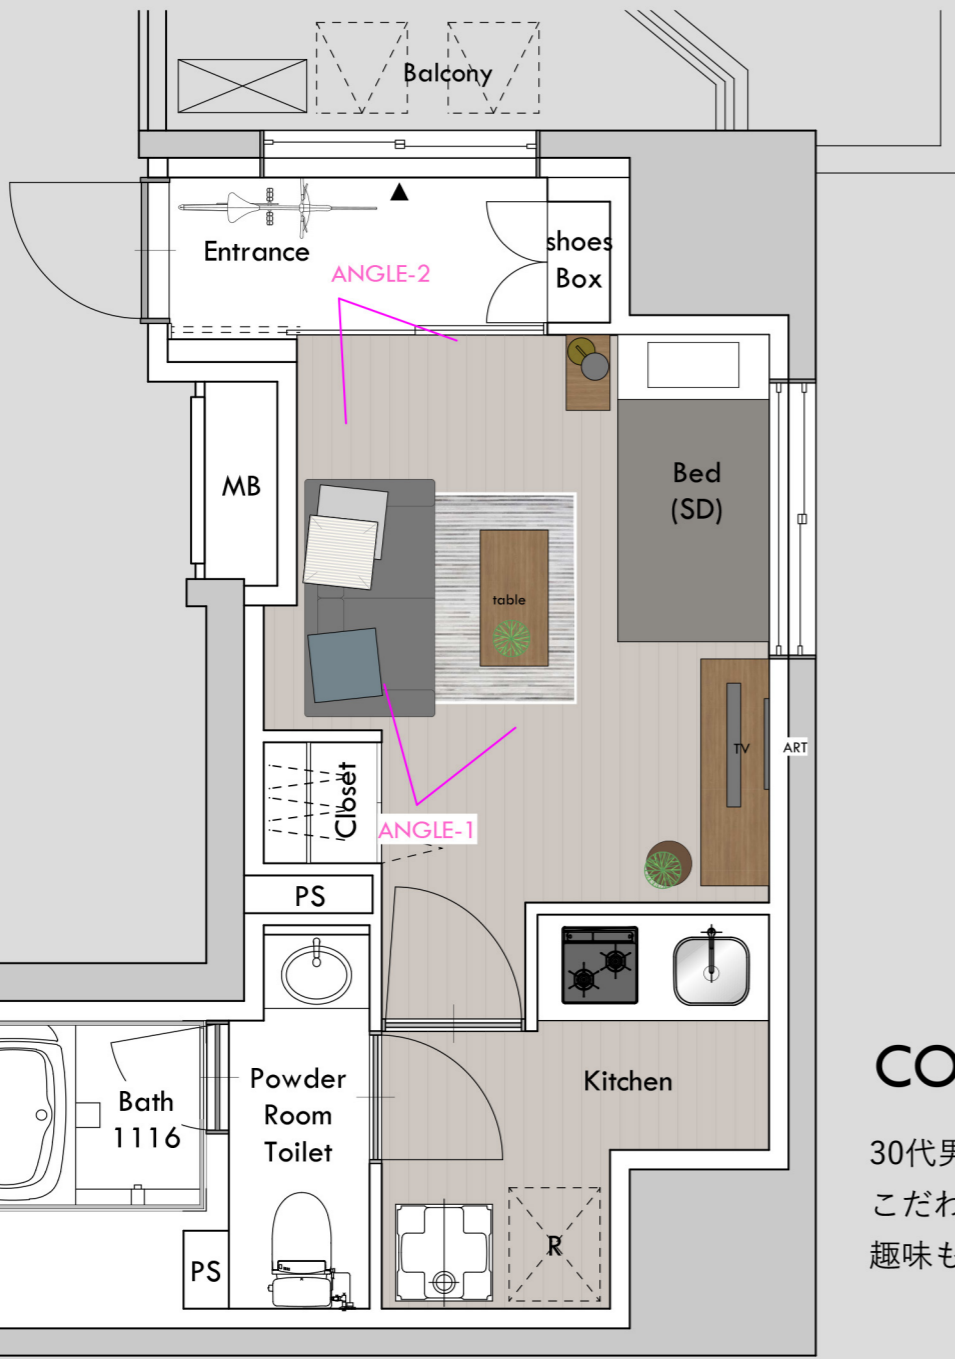 Balcony
Entrance
shoes
Box
ANGLE-2
MB
Bed
(SD)
table
TV
ART
Closet
ANGLE-1
PS
Kitchen
Powder
Room
Toilet
Bath
1116
PS
R
CO
30代男
こだわ
趣味も